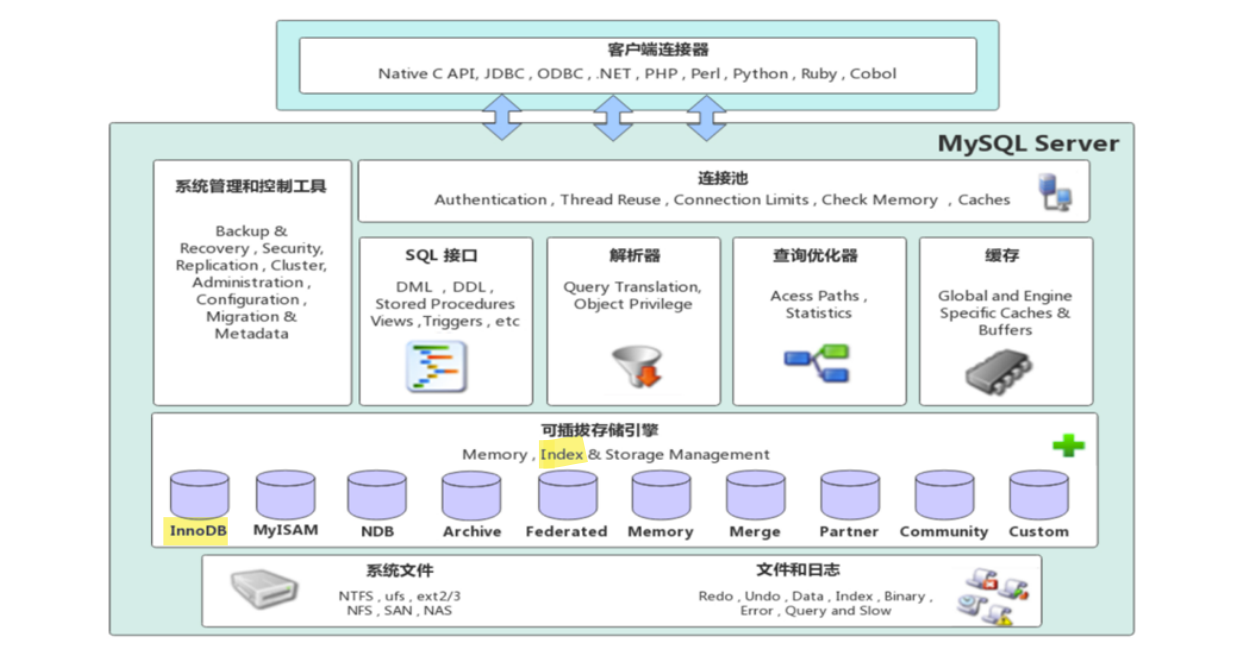 客户端连接器
Native C API, JDBC , ODBC , .NET , PHP , Perl , Python , Ruby , Cobol
MySQL Server
系统管理和控制工具
Backup &
Recovery , Security,
Replication , Cluster,
Administration ,
Configuration ,
Migration &
Metadata
连接池
Authentication , Thread Reuse , Connection Limits , Check Memory , Caches
SQL 接口
DML , DDL ,
Stored Procedures
Views ,Triggers , etc
解析器
Query Translation,
Object Privilege
查询优化器
Acess Paths ,
Statistics
缓存
Global and Engine
Specific Caches &
Buffers
可插拔存储引擎
Memory , Index & Storage Management
InnoDB
MyISAM
NDB
Archive
Federated
Memory
Merge
Partner
Community
Custom
系统文件
NTFS , ufs , ext2/3
NFS , SAN , NAS
文件和日志
Redo , Undo , Data , Index , Binary ,
Error , Query and Slow